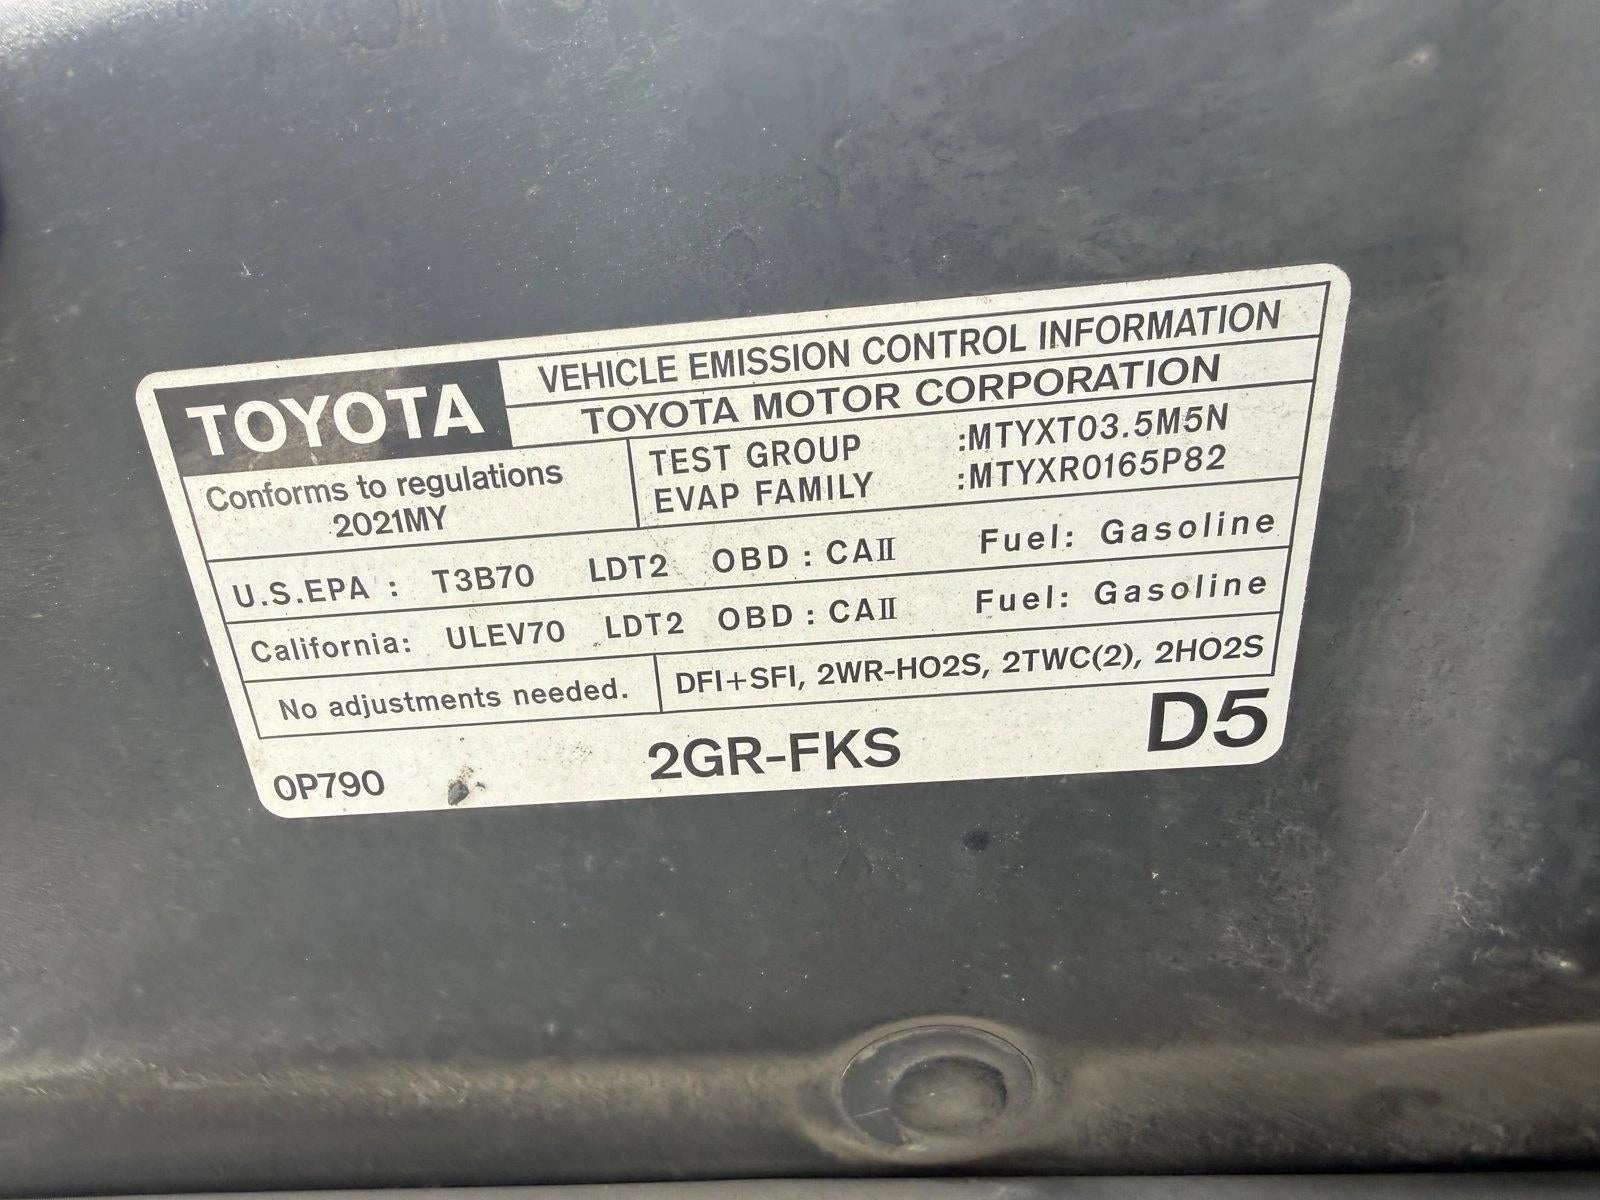 TOYOTA
VEHICLE EMISSION CONTROL INFORMATION
TOYOTA MOTOR CORPORATION
Conforms to regulations
2021MY
TEST GROUP :MTYXT03.5M5N
EVAP FAMILY :MTYXR0165P82
U.S.EPA : T3B70 LDT2 OBD : CAⅡ Fuel: Gasoline
California: ULEV70 LDT2 OBD : CAⅡ Fuel: Gasoline
No adjustments needed. DFI+SFI, 2WR-HO2S, 2TWC(2), 2HO2S
0P790 2GR-FKS D5